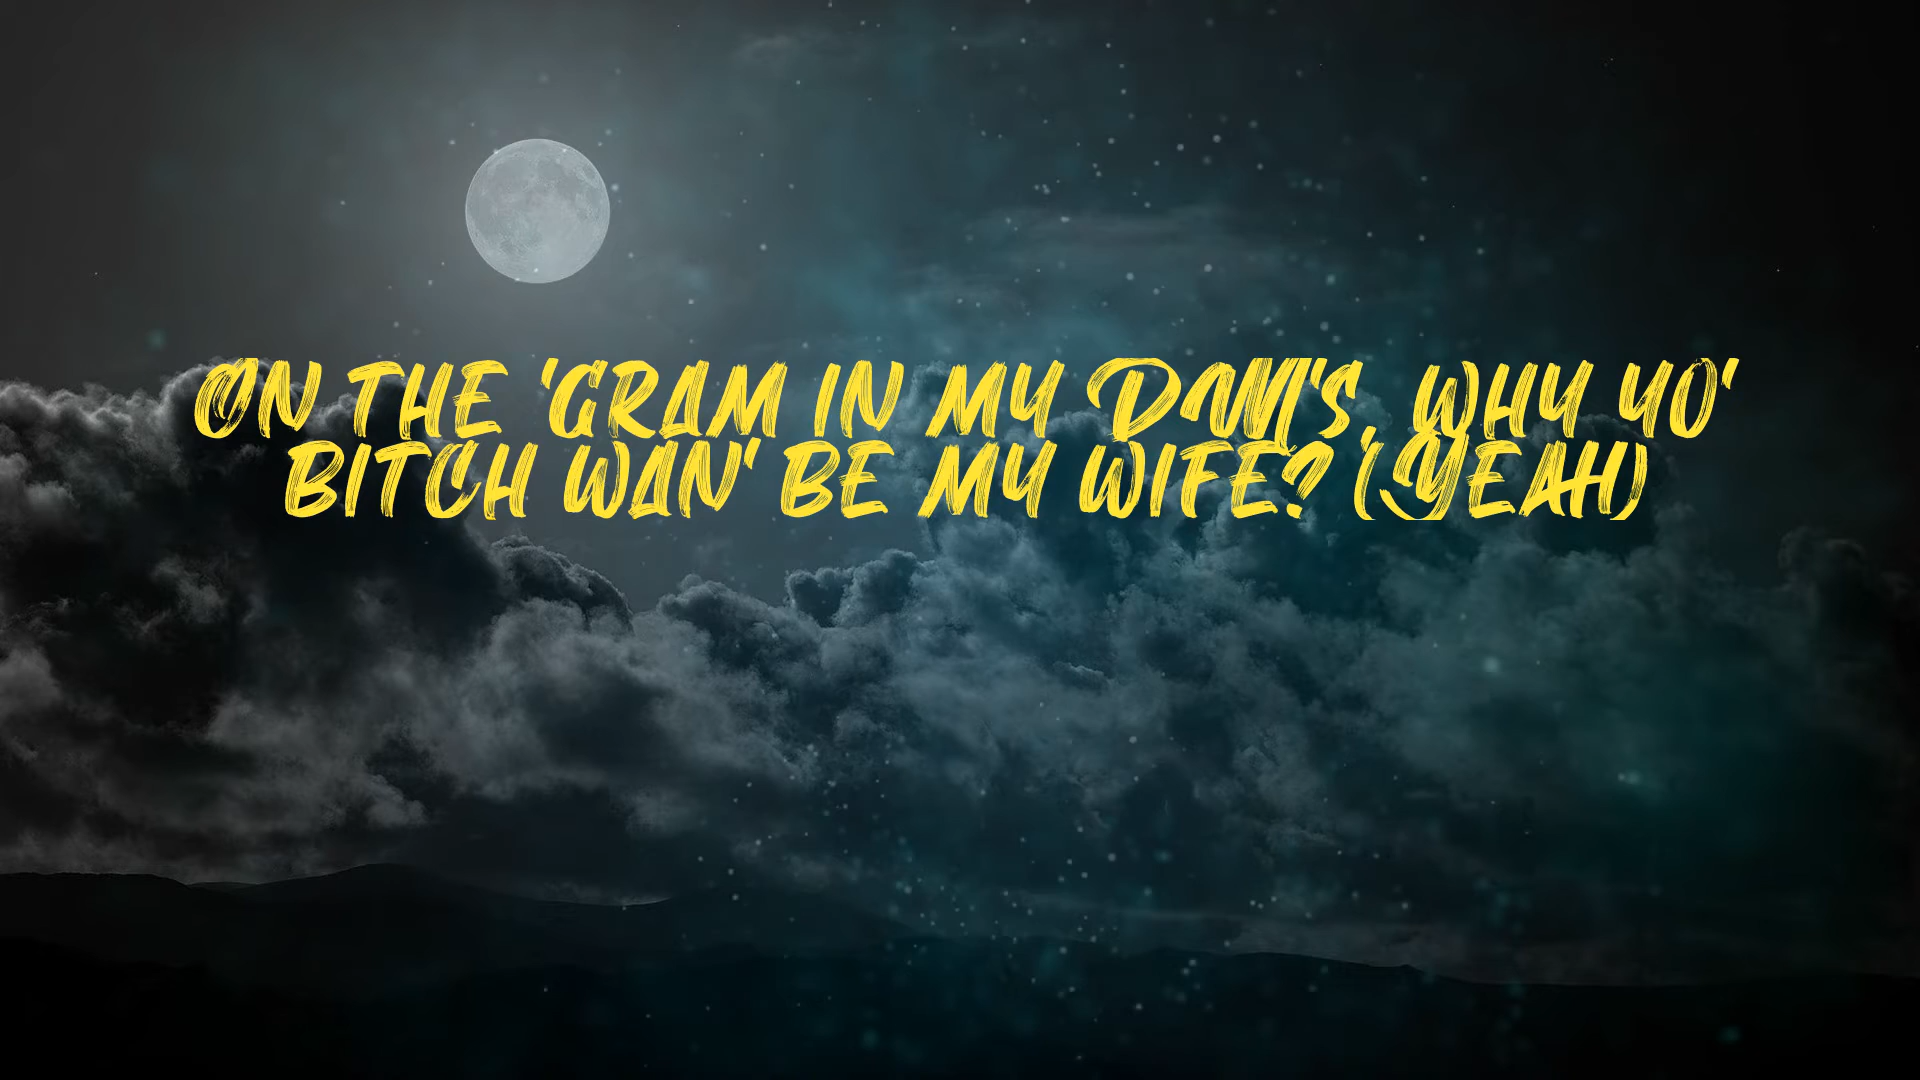 ON THE 'GRAM IN MY DM'S, WHY YO'
BITCH WAN' BE MY WIFE? (YEAH)